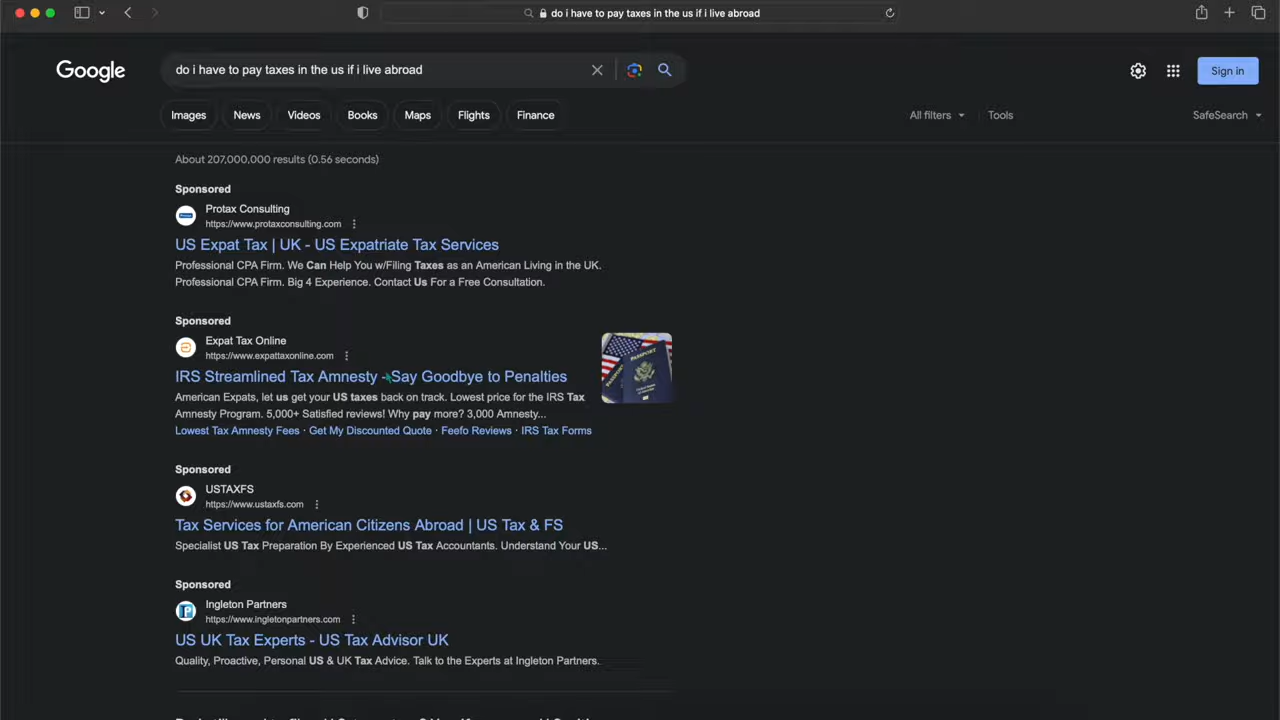 do i have to pay taxes in the us if i live abroad
Google
do i have to pay taxes in the us if i live abroad
Sign in
Images
News
Videos
Books
Maps
Flights
Finance
All filters
Tools
SafeSearch
About 207,000,000 results (0.56 seconds)
Sponsored
Protax Consulting
https://www.protaxconsulting.com
US Expat Tax | UK - US Expatriate Tax Services
Professional CPA Firm. We Can Help You w/Filing Taxes as an American Living in the UK.
Professional CPA Firm. Big 4 Experience. Contact Us For a Free Consultation.
Sponsored
Expat Tax Online
https://www.expattaxonline.com
IRS Streamlined Tax Amnesty - Say Goodbye to Penalties
American Expats, let us get your US taxes back on track. Lowest price for the IRS Tax
Amnesty Program. 5,000+ Satisfied reviews! Why pay more? 3,000 Amnesty...
Lowest Tax Amnesty Fees · Get My Discounted Quote · Feefo Reviews · IRS Tax Forms
PASSPORT
Sponsored
USTAXFS
https://www.ustaxfs.com
Tax Services for American Citizens Abroad | US Tax & FS
Specialist US Tax Preparation By Experienced US Tax Accountants. Understand Your US...
Sponsored
Ingleton Partners
https://www.ingletonpartners.com
US UK Tax Experts - US Tax Advisor UK
Quality, Proactive, Personal US & UK Tax Advice. Talk to the Experts at Ingleton Partners.